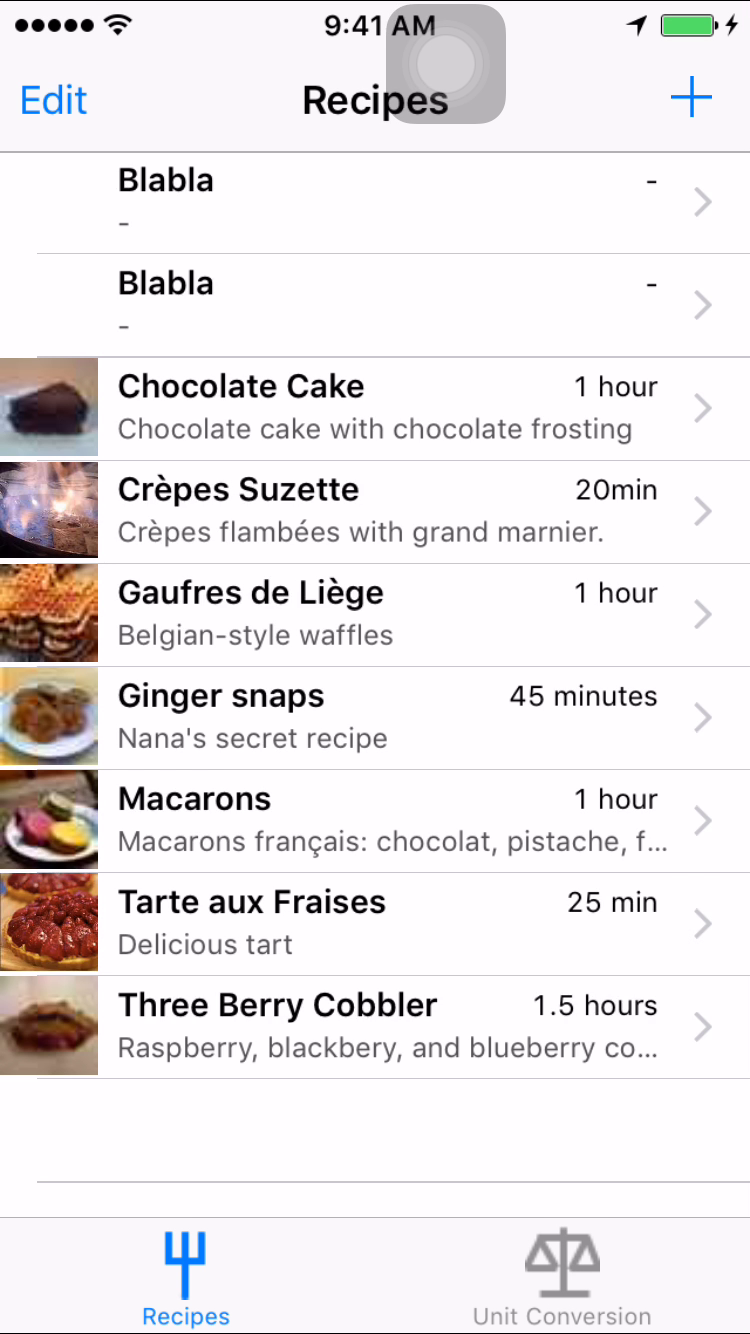 9:41 AM
Edit
Recipes
Blabla
-
-
Blabla
-
-
Chocolate Cake
1 hour
Chocolate cake with chocolate frosting
Crèpes Suzette
20min
Crèpes flambées with grand marnier.
Gaufres de Liège
1 hour
Belgian-style waffles
Ginger snaps
45 minutes
Nana's secret recipe
Macarons
1 hour
Macarons français: chocolat, pistache, f...
Tarte aux Fraises
25 min
Delicious tart
Three Berry Cobbler
1.5 hours
Raspberry, blackbery, and blueberry co...
Recipes
Unit Conversion